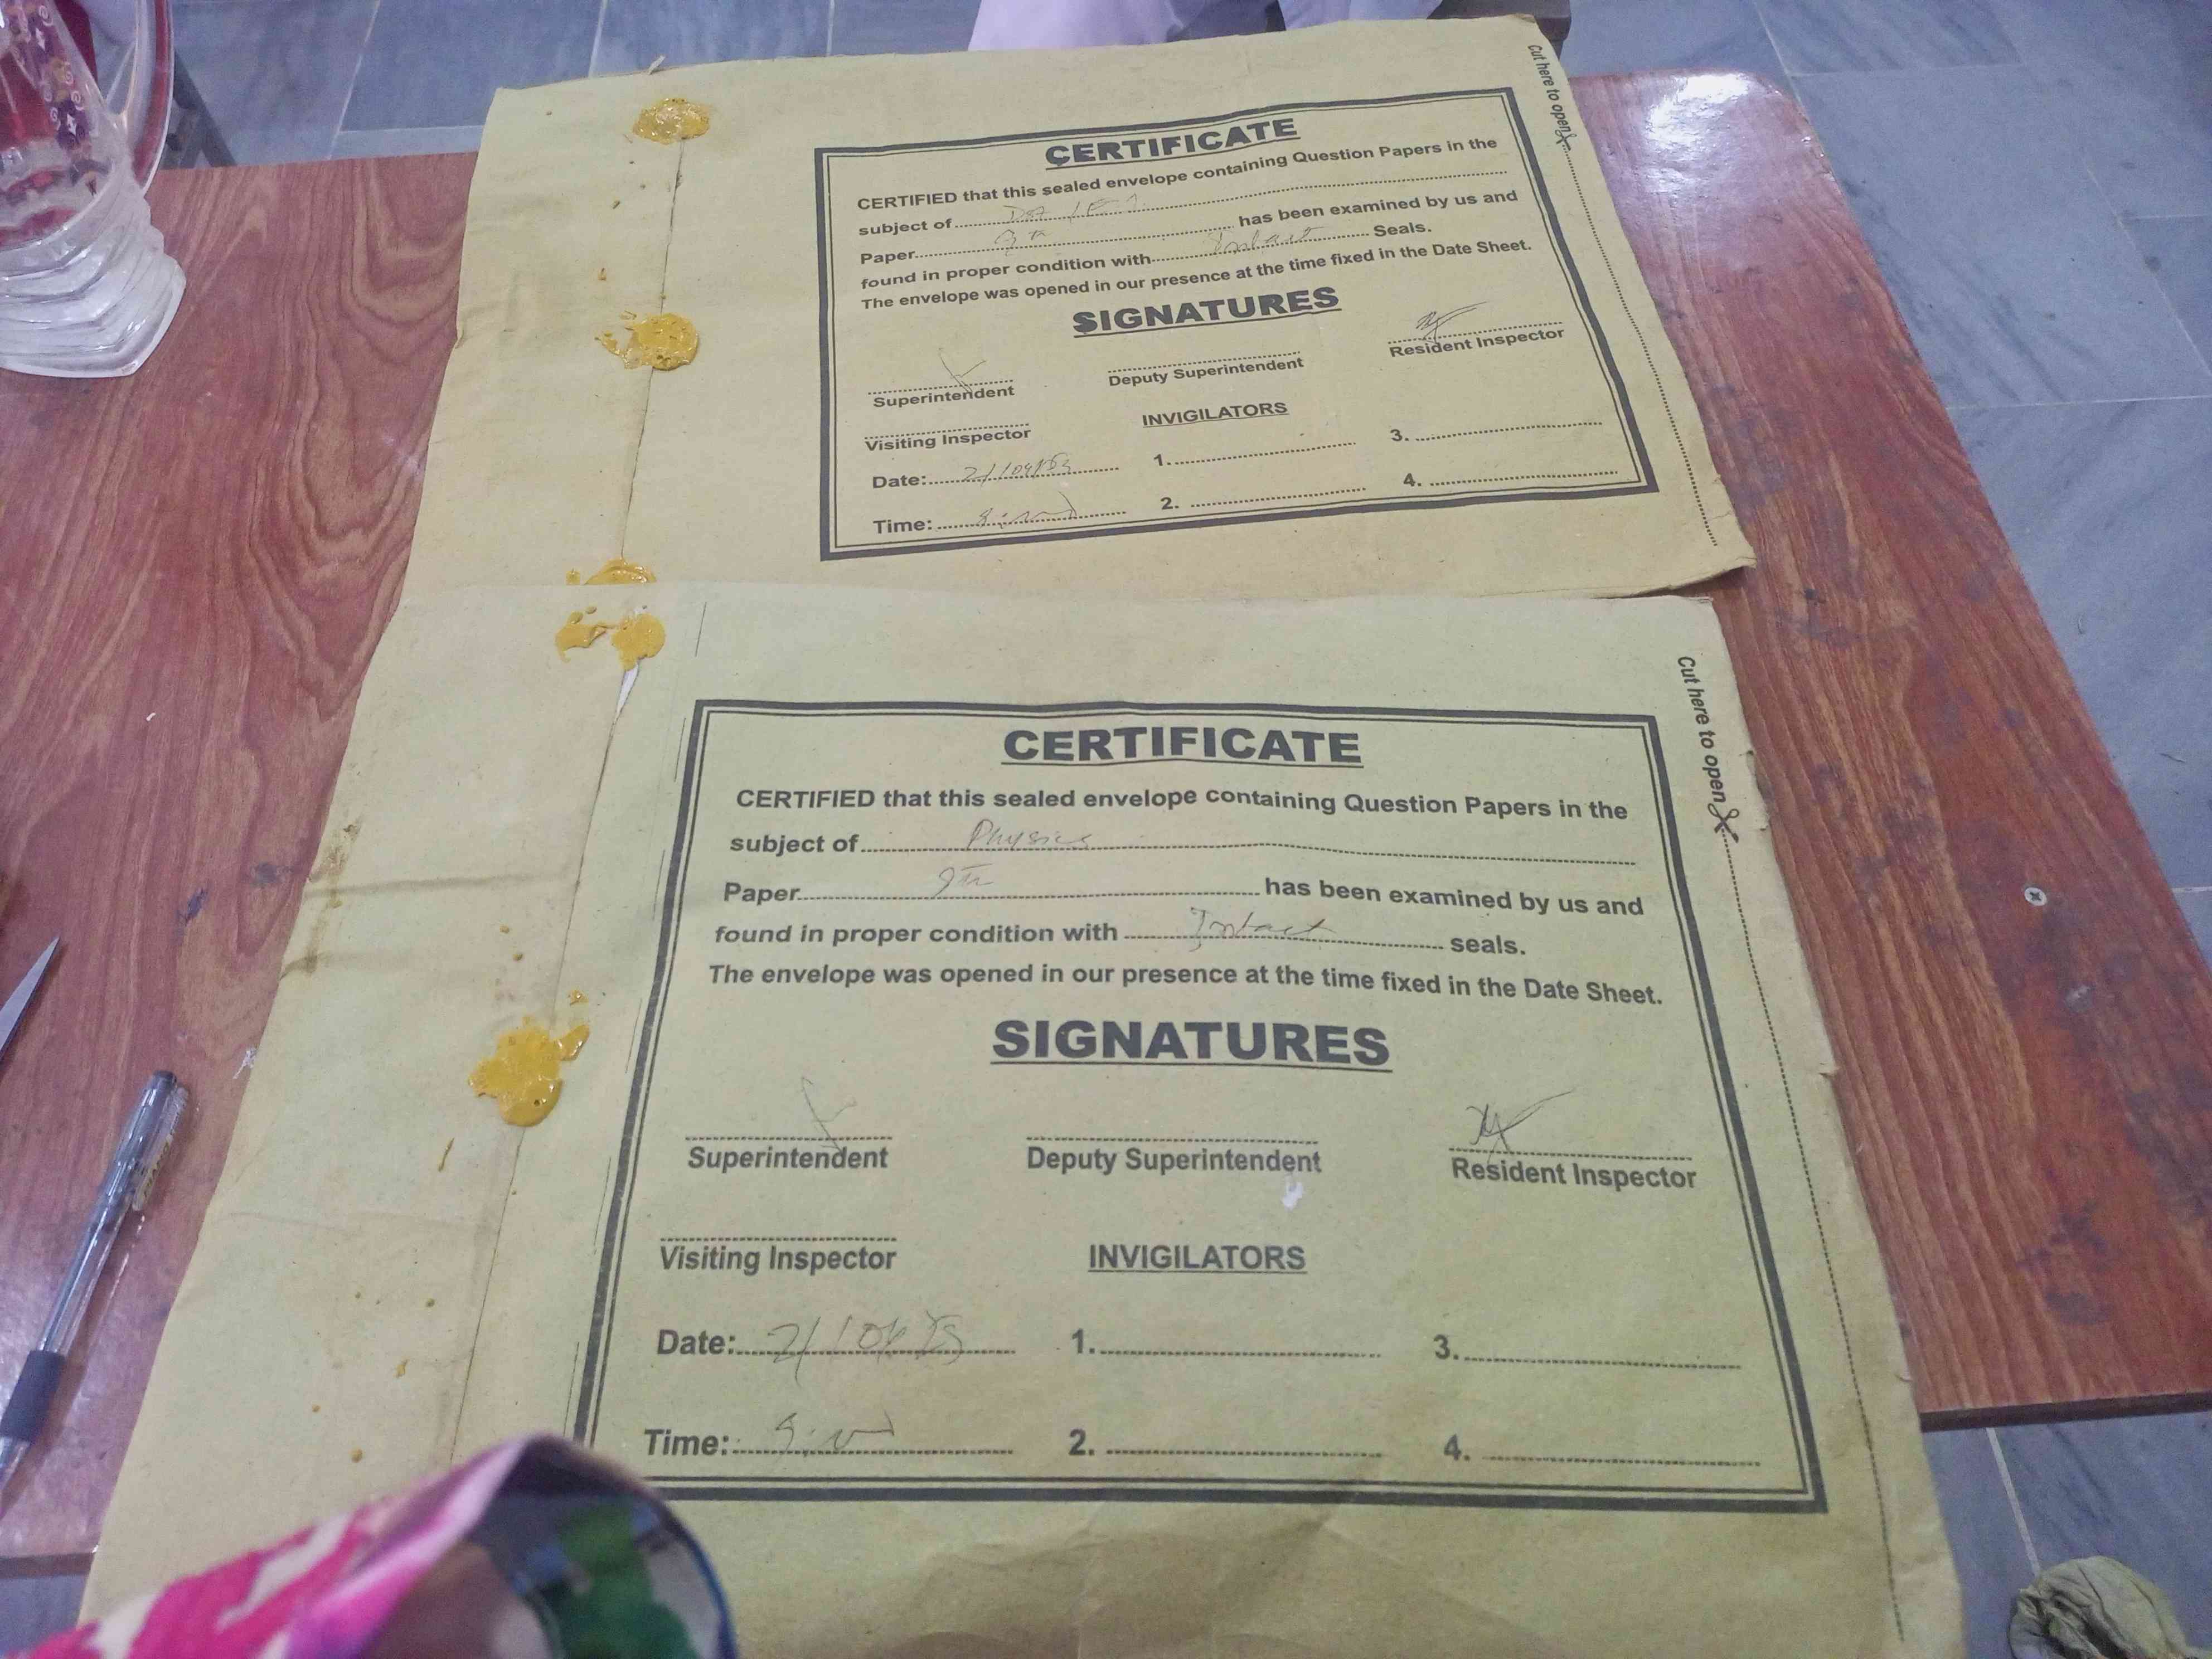 Cut here to open
CERTIFICATE
CERTIFIED that this sealed envelope containing Question Papers in the
subject of
Paper 9th has been examined by us and
found in proper condition with Intact Seals.
The envelope was opened in our presence at the time fixed in the Date Sheet.
SIGNATURES
Superintendent Deputy Superintendent Resident Inspector
Visiting Inspector INVIGILATORS
Date: 1. 3.
Time: 2. 4.
Cut here to open
CERTIFICATE
CERTIFIED that this sealed envelope containing Question Papers in the
subject of Physics
Paper 9th has been examined by us and
found in proper condition with Intact seals.
The envelope was opened in our presence at the time fixed in the Date Sheet.
SIGNATURES
Superintendent Deputy Superintendent Resident Inspector
Visiting Inspector INVIGILATORS
Date: 1. 3.
Time: 2. 4.